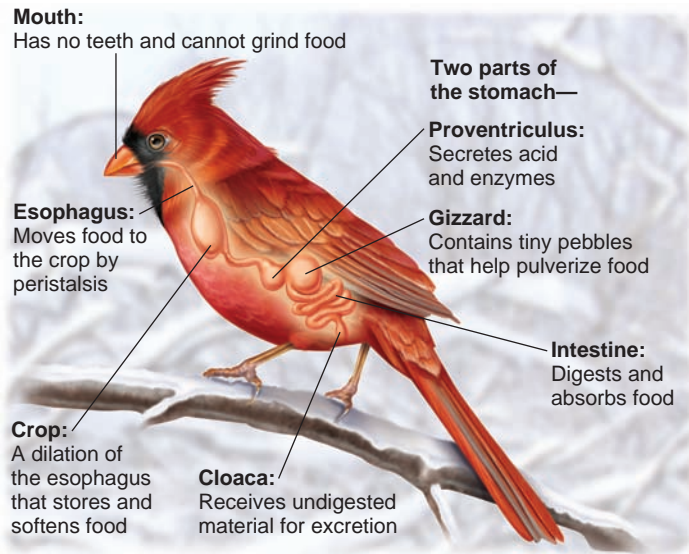 Mouth:
Has no teeth and cannot grind food
Two parts of
the stomach—
Proventriculus:
Secretes acid
and enzymes
Esophagus:
Moves food to
the crop by
peristalsis
Gizzard:
Contains tiny pebbles
that help pulverize food
Intestine:
Digests and
absorbs food
Crop:
A dilation of
the esophagus
that stores and
softens food
Cloaca:
Receives undigested
material for excretion